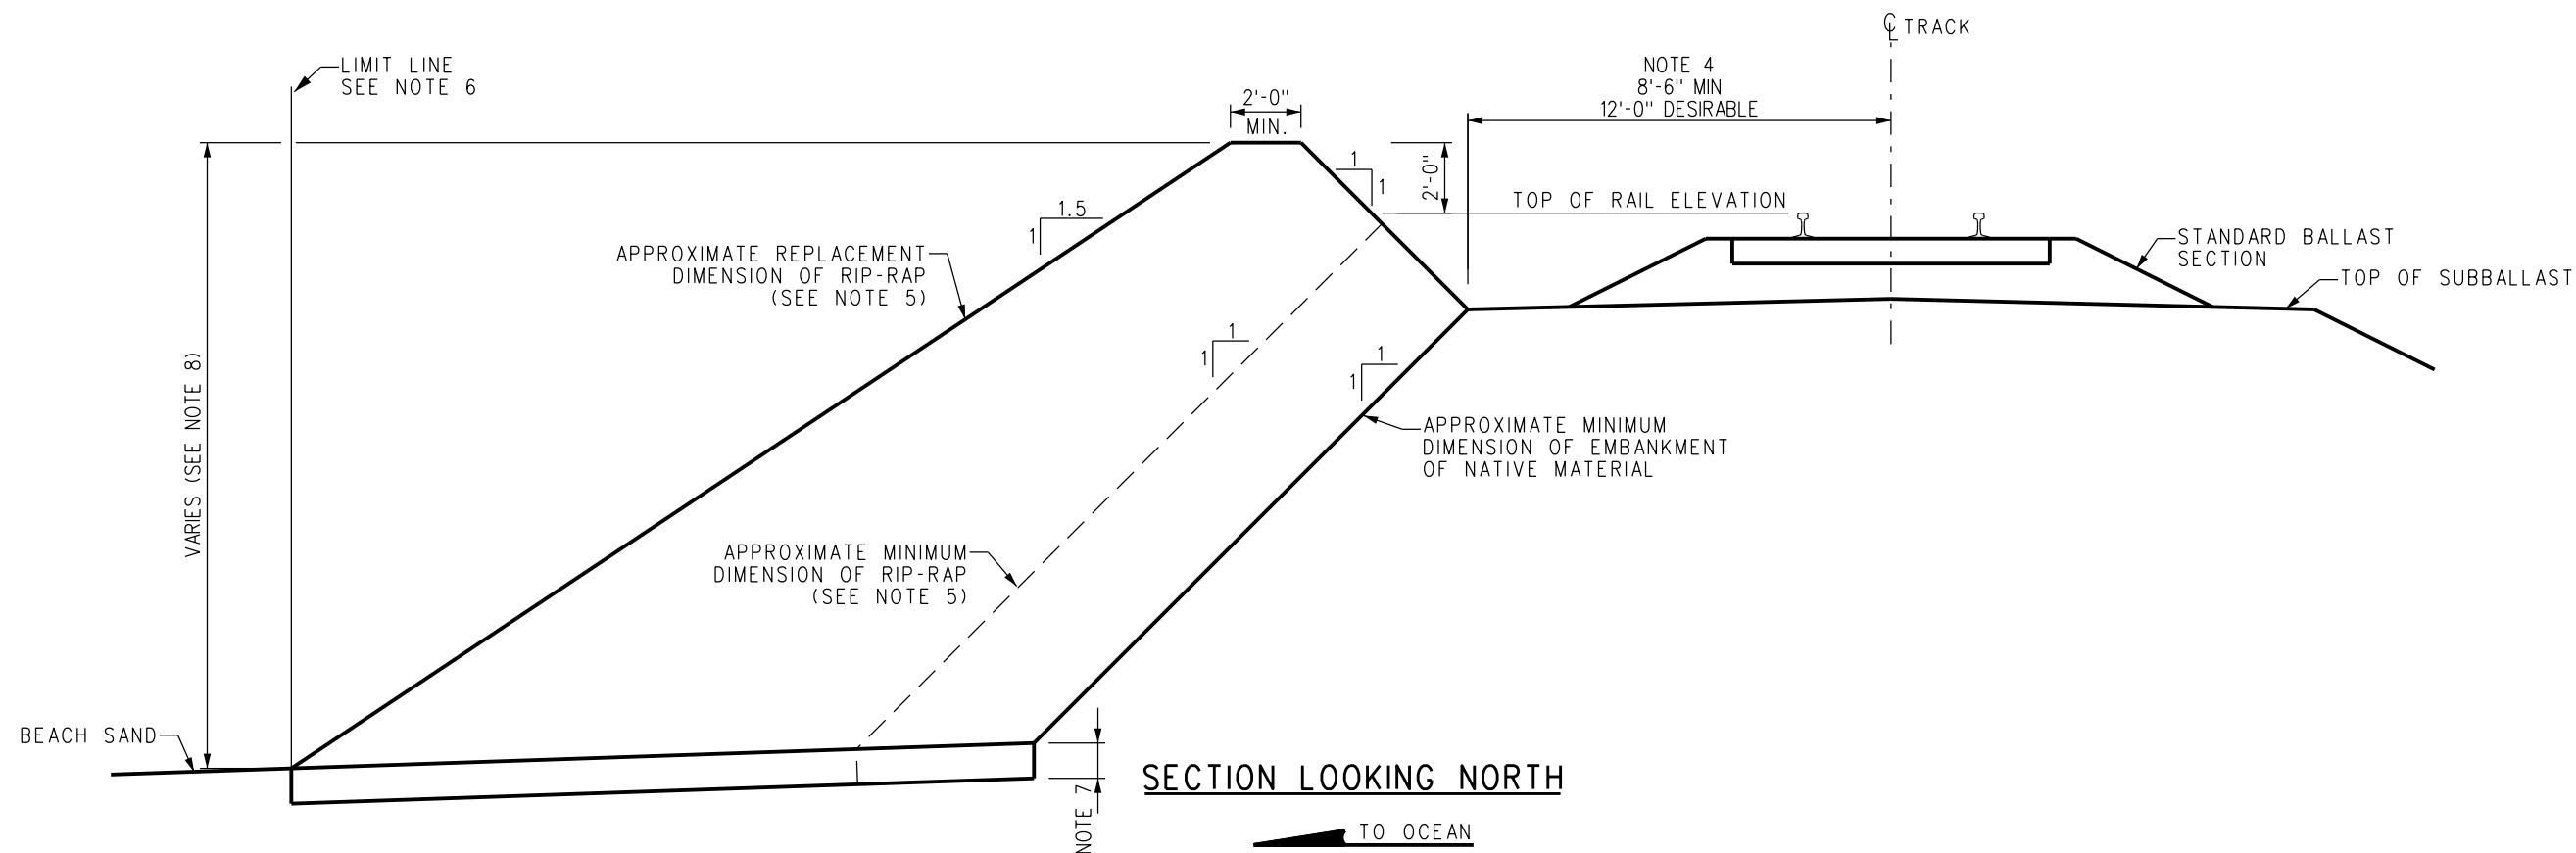 ℄ TRACK
LIMIT LINE
SEE NOTE 6
NOTE 4
8'-6" MIN
12'-0" DESIRABLE
2'-0"
MIN.
1
1
2'-0"
TOP OF RAIL ELEVATION
1.5
1
APPROXIMATE REPLACEMENT
DIMENSION OF RIP-RAP
(SEE NOTE 5)
STANDARD BALLAST
SECTION
TOP OF SUBBALLAST
1
1
1
1
VARIES (SEE NOTE 8)
APPROXIMATE MINIMUM
DIMENSION OF EMBANKMENT
OF NATIVE MATERIAL
APPROXIMATE MINIMUM
DIMENSION OF RIP-RAP
(SEE NOTE 5)
BEACH SAND
NOTE 7
SECTION LOOKING NORTH
TO OCEAN